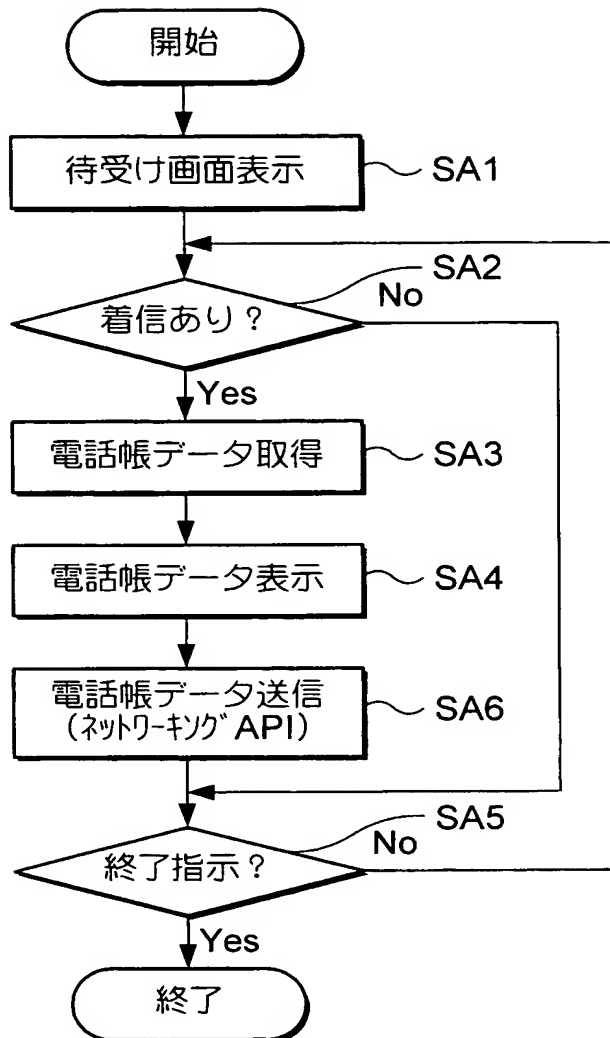 開始
待受け画面表示
SA1
SA2
着信あり?
No
Yes
電話帳データ取得
SA3
電話帳データ表示
SA4
電話帳データ送信
(ネットワーキングAPI)
SA6
SA5
終了指示?
No
Yes
終了